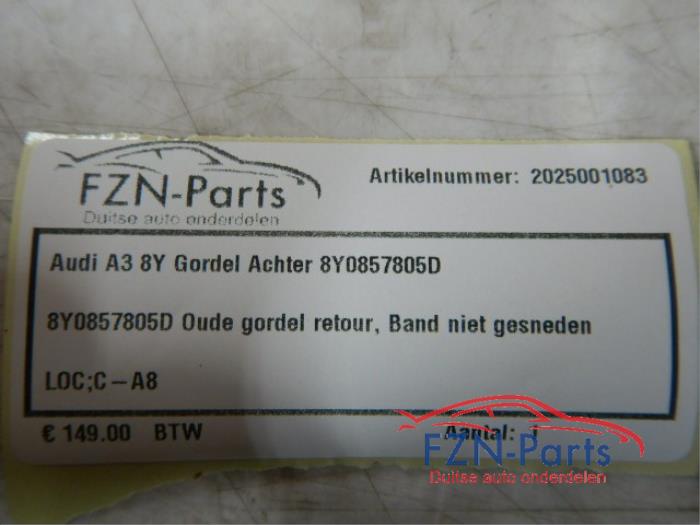 FZN-Parts
Duitse auto onderdelen
Artikelnummer: 2025001083
Audi A3 8Y Gordel Achter 8Y0857805D
8Y0857805D Oude gordel retour, Band niet gesneden
LOC;C-A8
€ 149.00 BTW
Aantal: 1
FZN-Parts
Duitse auto onderdelen